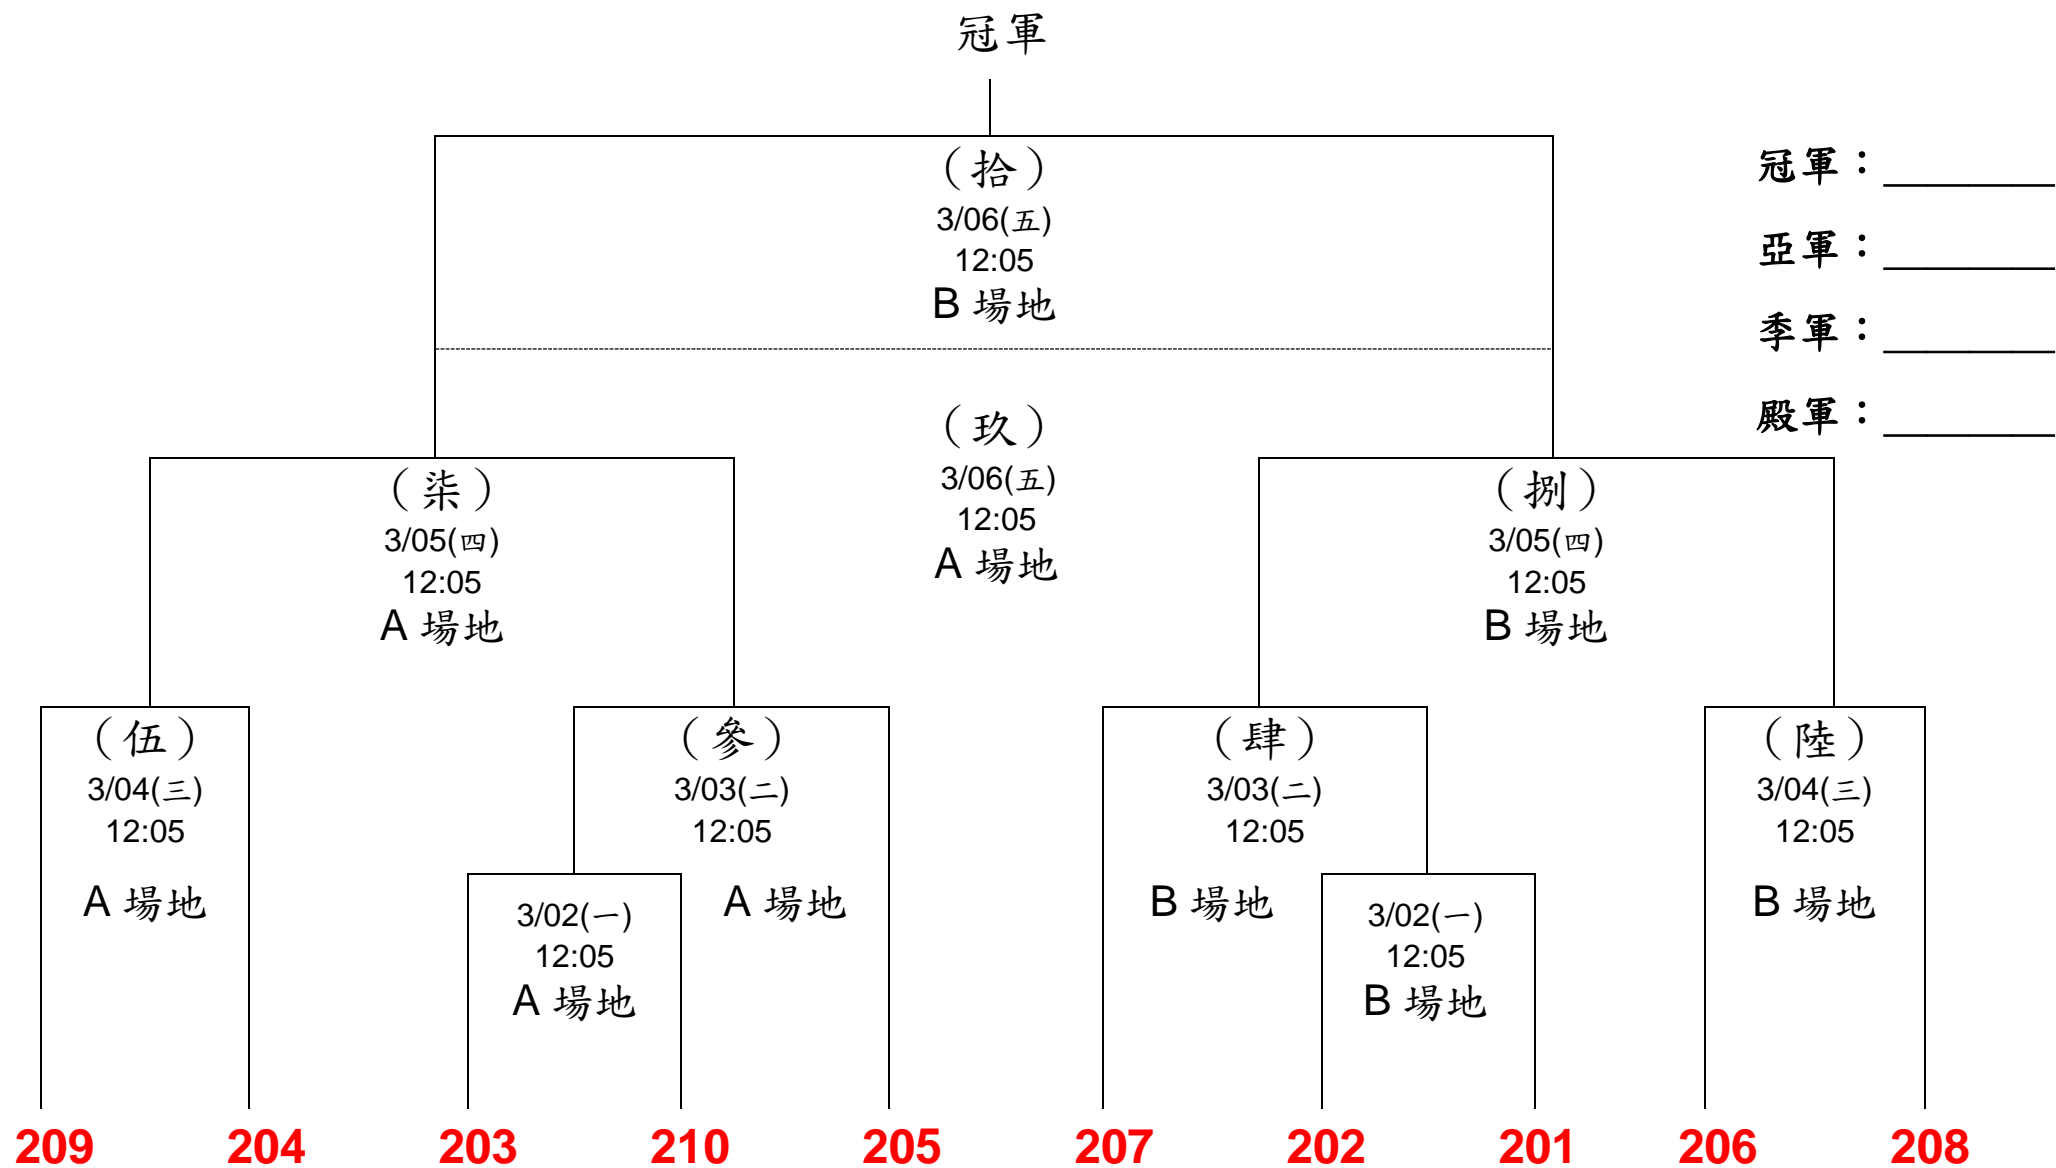 冠軍
（拾）
3/06(五)
12:05
B 場地
冠軍：________
亞軍：________
季軍：________
殿軍：________
（玖）
3/06(五)
12:05
A 場地
（柒）
3/05(四)
12:05
A 場地
（捌）
3/05(四)
12:05
B 場地
（伍）
3/04(三)
12:05
A 場地
（參）
3/03(二)
12:05
A 場地
（肆）
3/03(二)
12:05
B 場地
（陸）
3/04(三)
12:05
B 場地
3/02(一)
12:05
A 場地
3/02(一)
12:05
B 場地
209 204 203 210 205 207 202 201 206 208